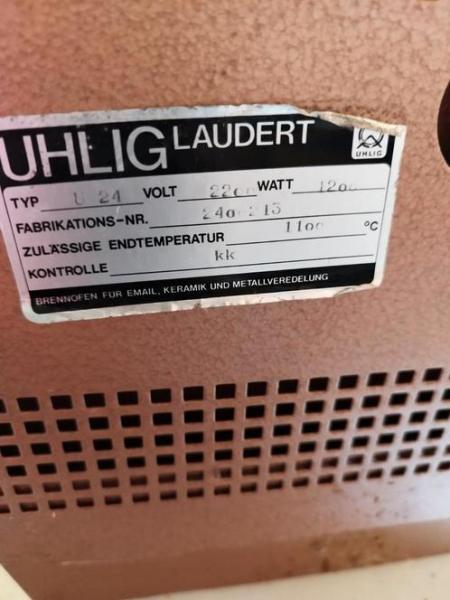 UHLIG LAUDERT
UHLIG
TYP U 24 VOLT 220 WATT 1200
FABRIKATIONS-NR. 240 213
ZULÄSSIGE ENDTEMPERATUR 1100 °C
KONTROLLE kk
BRENNOFEN FÜR EMAIL, KERAMIK UND METALLVEREDELUNG